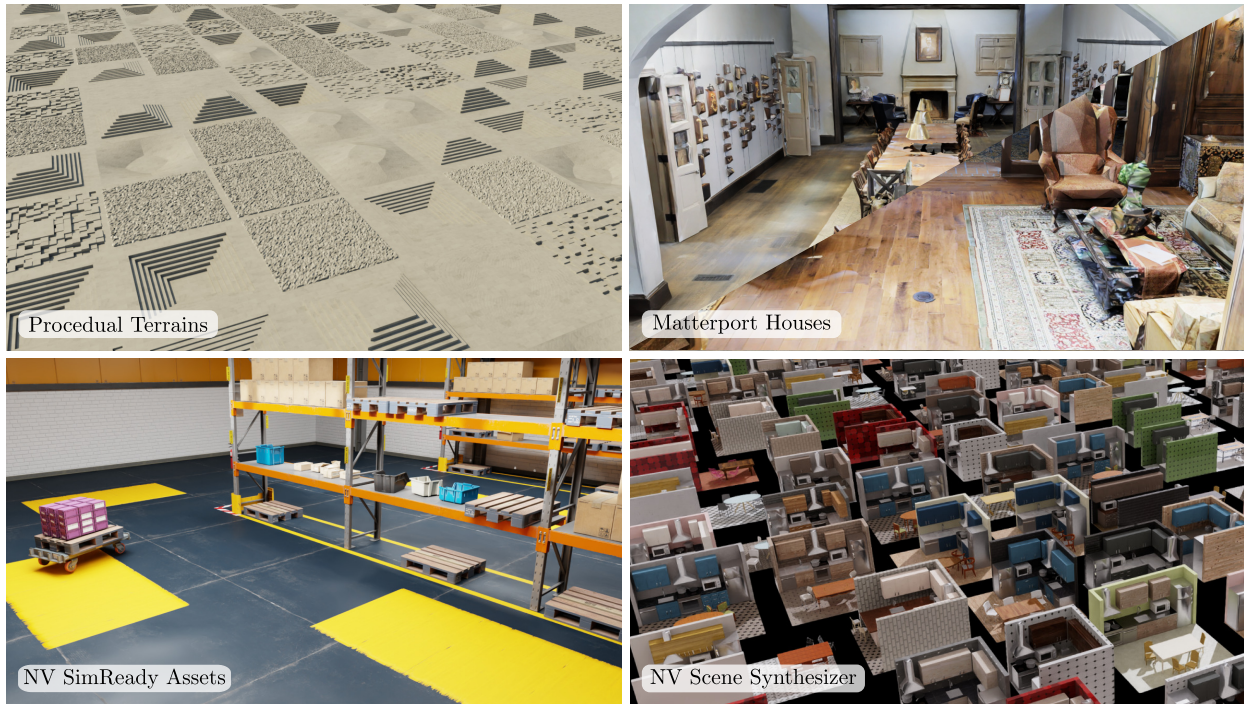 Procedual Terrains
Matterport Houses
NV SimReady Assets
NV Scene Synthesizer